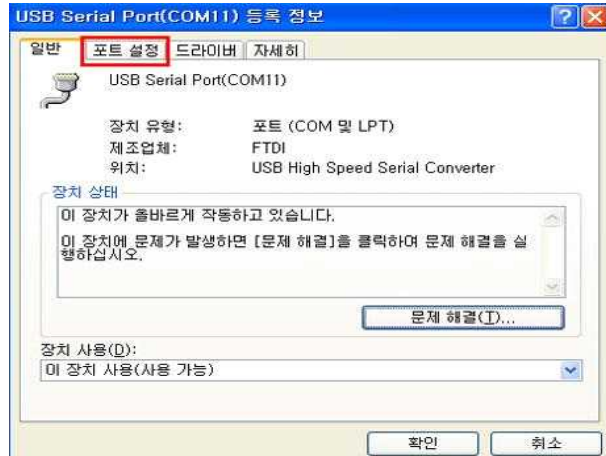 USB Serial Port(COM11) 등록 정보
일반 포트 설정 드라이버 자세히
USB Serial Port(COM11)
장치 유형: 포트 (COM 및 LPT)
제조업체: FTDI
위치: USB High Speed Serial Converter
장치 상태
이 장치가 올바르게 작동하고 있습니다.
이 장치에 문제가 발생하면 [문제 해결]을 클릭하여 문제 해결을 실
행하십시오.
문제 해결(T)...
장치 사용(D):
이 장치 사용(사용 가능)
확인 취소